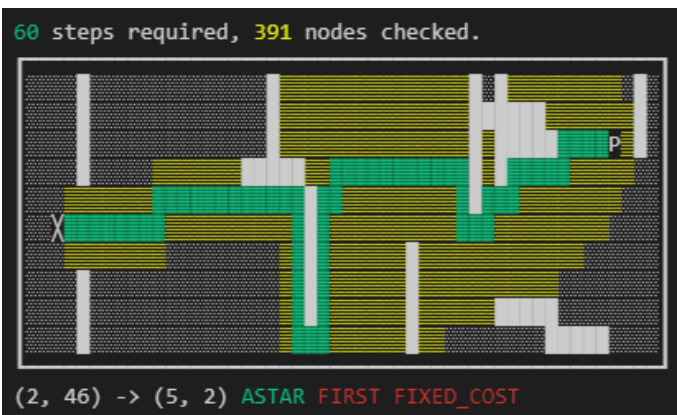 60 steps required, 391 nodes checked.
P
X
(2, 46) -> (5, 2) ASTAR FIRST FIXED_COST